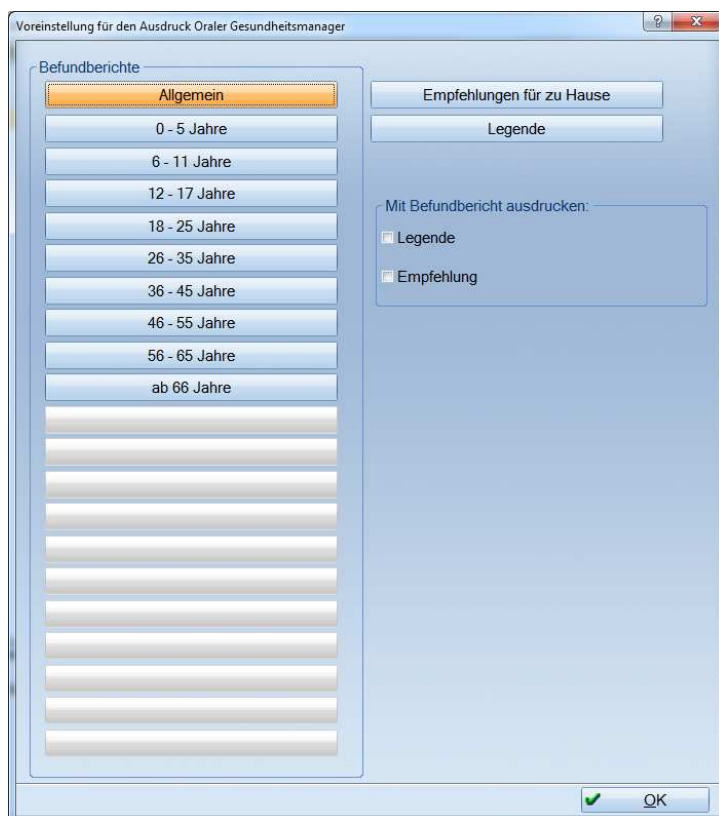 Voreinstellung für den Ausdruck Oraler Gesundheitsmanager
Befundberichte
Allgemein
0 - 5 Jahre
6 - 11 Jahre
12 - 17 Jahre
18 - 25 Jahre
26 - 35 Jahre
36 - 45 Jahre
46 - 55 Jahre
56 - 65 Jahre
ab 66 Jahre
Empfehlungen für zu Hause
Legende
Mit Befundbericht ausdrucken:
Legende
Empfehlung
OK